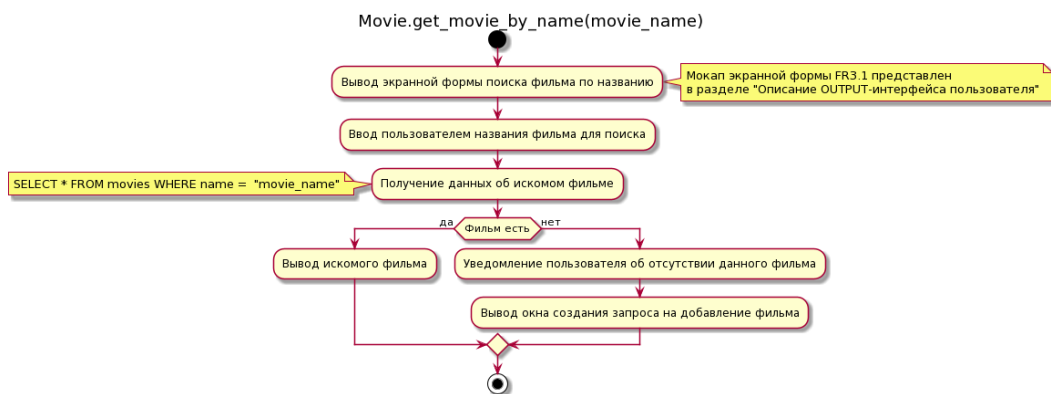 Movie.get_movie_by_name(movie_name)
Вывод экранной формы поиска фильма по названию
Мокап экранной формы FR3.1 представлен
в разделе "Описание OUTPUT-интерфейса пользователя"
Ввод пользователем названия фильма для поиска
SELECT * FROM movies WHERE name =  "movie_name"
Получение данных об искомом фильме
да
Фильм есть
нет
Вывод искомого фильма
Уведомление пользователя об отсутствии данного фильма
Вывод окна создания запроса на добавление фильма